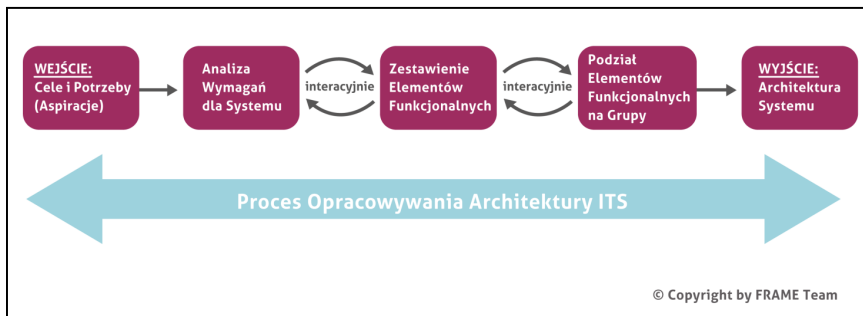 WEJŚCIE:
Cele i Potrzeby
(Aspiracje)
Analiza
Wymagań
dla Systemu
interacyjnie
Zestawienie
Elementów
Funkcjonalnych
interacyjnie
Podział
Elementów
Funkcjonalnych
na Grupy
WYJŚCIE:
Architektura
Systemu
Proces Opracowywania Architektury ITS
© Copyright by FRAME Team